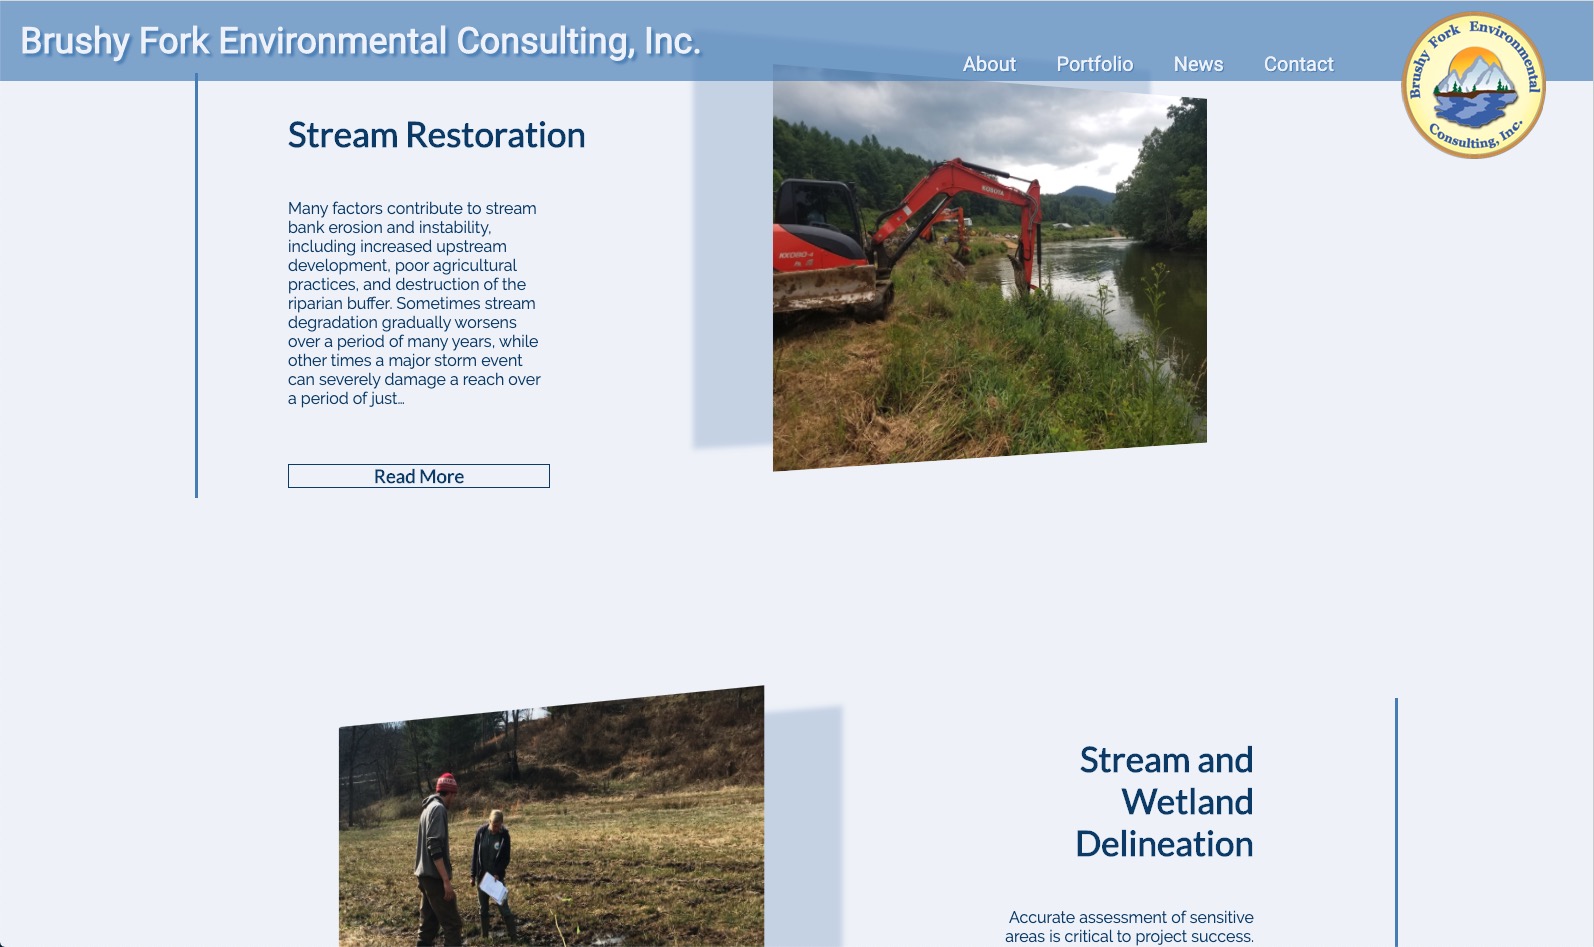 Brushy Fork Environmental Consulting, Inc.
About
Portfolio
News
Contact
Brushy Fork Environmental
Consulting, Inc.
Stream Restoration
KUBOTA
Many factors contribute to stream
bank erosion and instability,
including increased upstream
development, poor agricultural
practices, and destruction of the
riparian buffer. Sometimes stream
degradation gradually worsens
over a period of many years, while
other times a major storm event
can severely damage a reach over
a period of just...
Read More
Stream and
Wetland
Delineation
Accurate assessment of sensitive
areas is critical to project success.